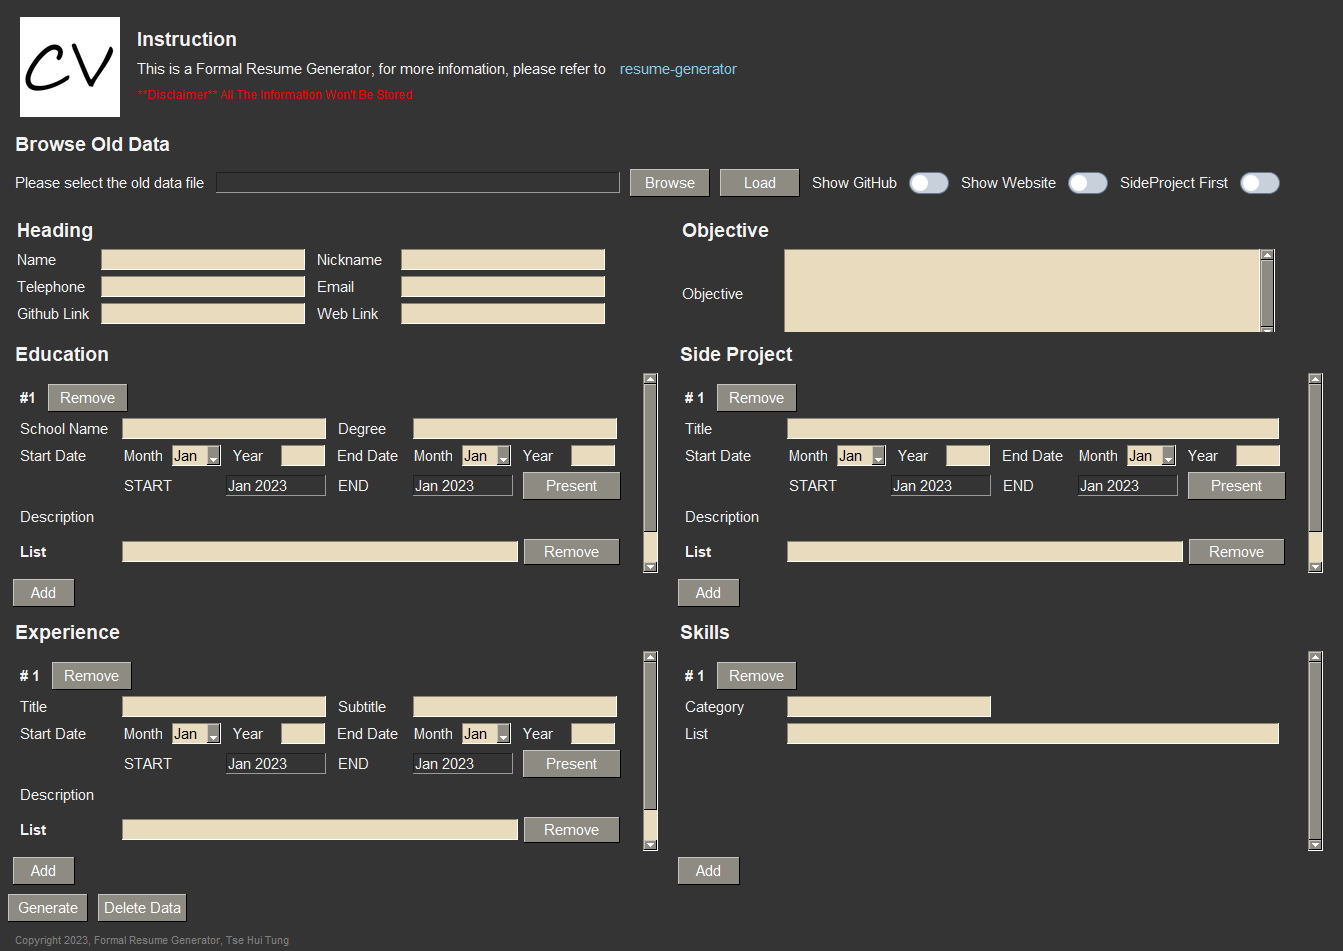 CV
Instruction
This is a Formal Resume Generator, for more infomation, please refer to resume-generator
**Disclaimer** All The Information Won't Be Stored
Browse Old Data
Please select the old data file Browse Load Show GitHub Show Website SideProject First
Heading
Name Nickname
Telephone Email
Github Link Web Link
Objective
Objective
Education
#1 Remove
School Name Degree
Start Date Month Jan Year End Date Month Jan Year
START Jan 2023 END Jan 2023 Present
Description
List Remove
Add
Side Project
# 1 Remove
Title
Start Date Month Jan Year End Date Month Jan Year
START Jan 2023 END Jan 2023 Present
Description
List Remove
Add
Experience
# 1 Remove
Title Subtitle
Start Date Month Jan Year End Date Month Jan Year
START Jan 2023 END Jan 2023 Present
Description
List Remove
Add
Skills
# 1 Remove
Category
List
Add
Generate Delete Data
Copyright 2023, Formal Resume Generator, Tse Hui Tung